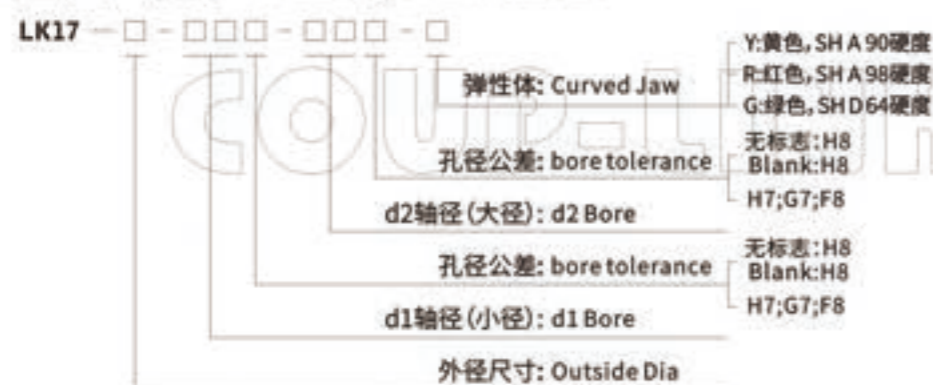 LK17 — □ - □□□ - □□□ - □
Y:黄色,SH A 90硬度
弹性体: Curved Jaw
R:红色,SH A 98硬度
G:绿色,SH D 64硬度
无标志:H8
孔径公差: bore tolerance
Blank:H8
H7;G7;F8
d2轴径(大径): d2 Bore
无标志:H8
孔径公差: bore tolerance
Blank:H8
H7;G7;F8
d1轴径(小径): d1 Bore
外径尺寸: Outside Dia